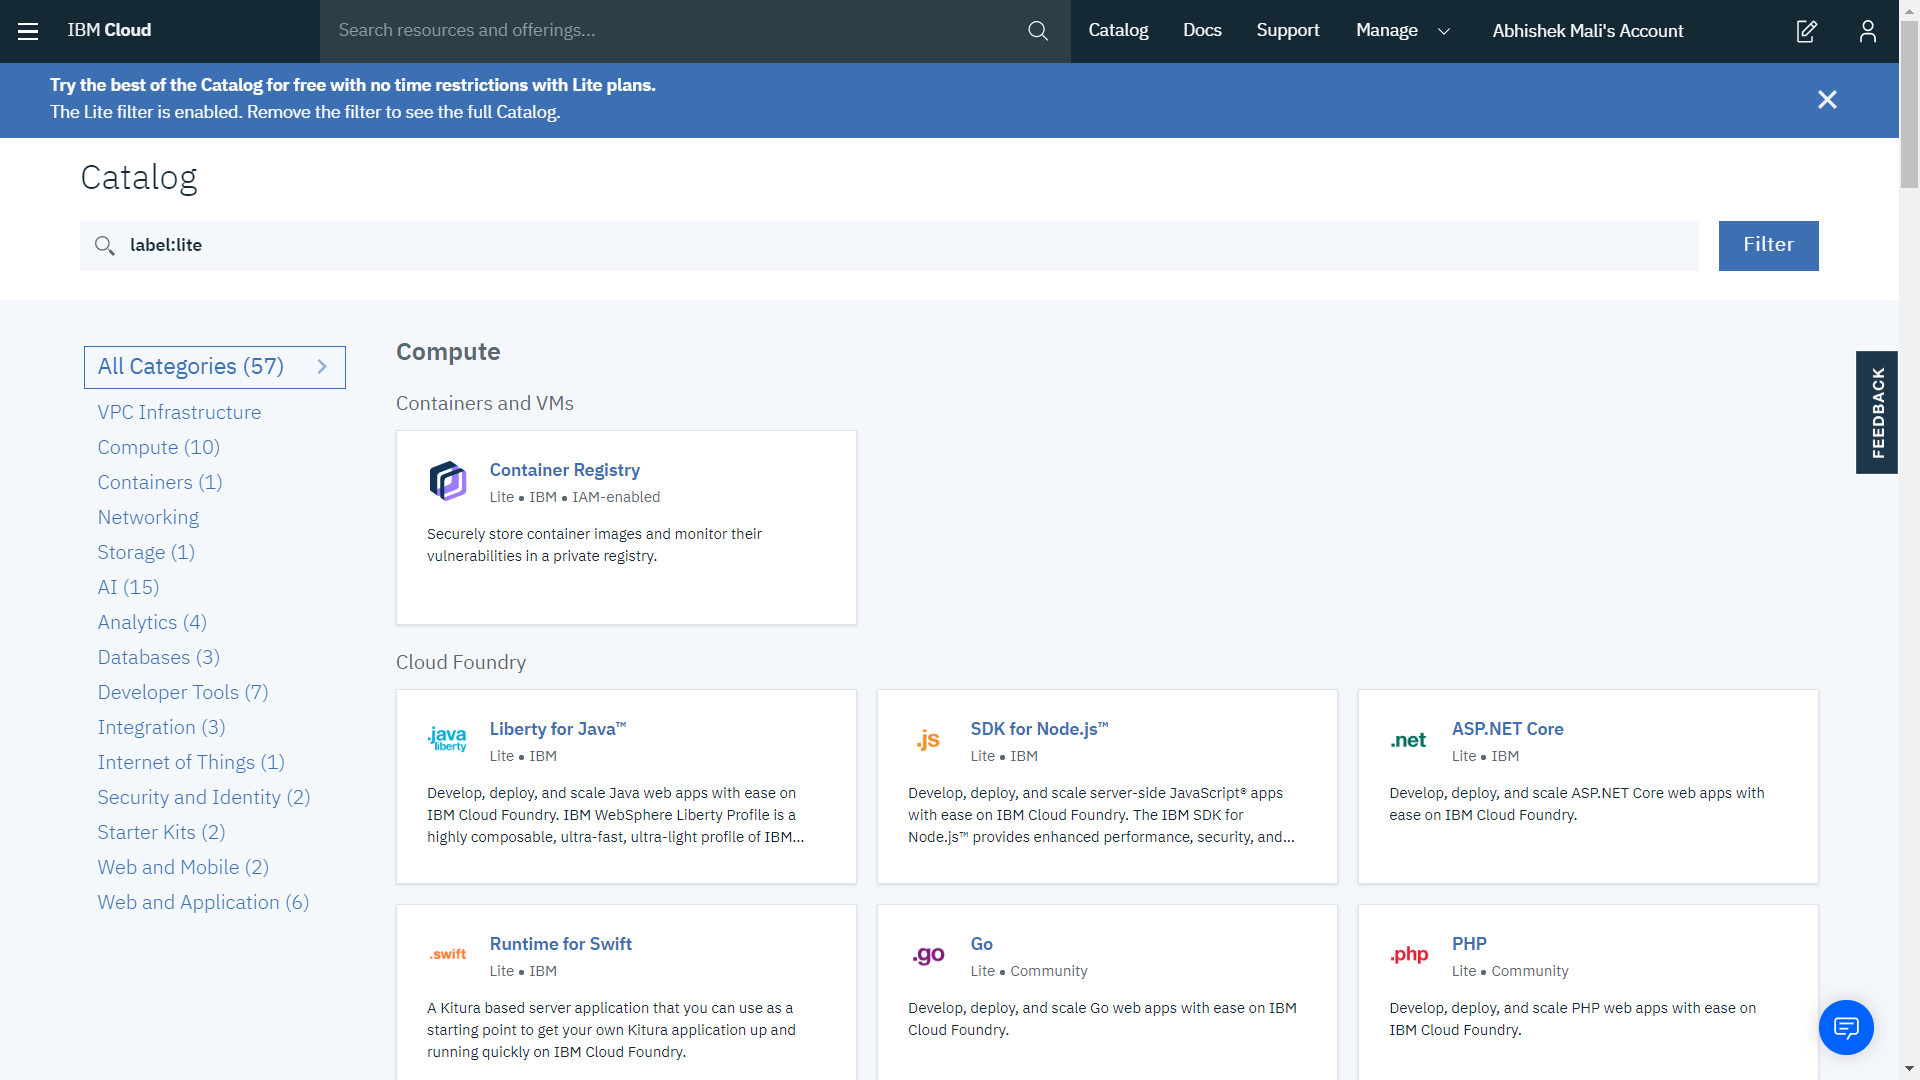 IBM Cloud
Search resources and offerings...
Catalog
Docs
Support
Manage
Abhishek Mali's Account
Try the best of the Catalog for free with no time restrictions with Lite plans.
The Lite filter is enabled. Remove the filter to see the full Catalog.
Catalog
label:lite
Filter
All Categories (57)
VPC Infrastructure
Compute (10)
Containers (1)
Networking
Storage (1)
AI (15)
Analytics (4)
Databases (3)
Developer Tools (7)
Integration (3)
Internet of Things (1)
Security and Identity (2)
Starter Kits (2)
Web and Mobile (2)
Web and Application (6)
Compute
Containers and VMs
Container Registry
Lite • IBM • IAM-enabled
Securely store container images and monitor their
vulnerabilities in a private registry.
Cloud Foundry
.java
liberty
Liberty for Java™
Lite • IBM
Develop, deploy, and scale Java web apps with ease on
IBM Cloud Foundry. IBM WebSphere Liberty Profile is a
highly composable, ultra-fast, ultra-light profile of IBM...
.js
SDK for Node.js™
Lite • IBM
Develop, deploy, and scale server-side JavaScript® apps
with ease on IBM Cloud Foundry. The IBM SDK for
Node.js™ provides enhanced performance, security, and...
.net
ASP.NET Core
Lite • IBM
Develop, deploy, and scale ASP.NET Core web apps with
ease on IBM Cloud Foundry.
.swift
Runtime for Swift
Lite • IBM
A Kitura based server application that you can use as a
starting point to get your own Kitura application up and
running quickly on IBM Cloud Foundry.
.go
Go
Lite • Community
Develop, deploy, and scale Go web apps with ease on IBM
Cloud Foundry.
.php
PHP
Lite • Community
Develop, deploy, and scale PHP web apps with ease on
IBM Cloud Foundry.
FEEDBACK